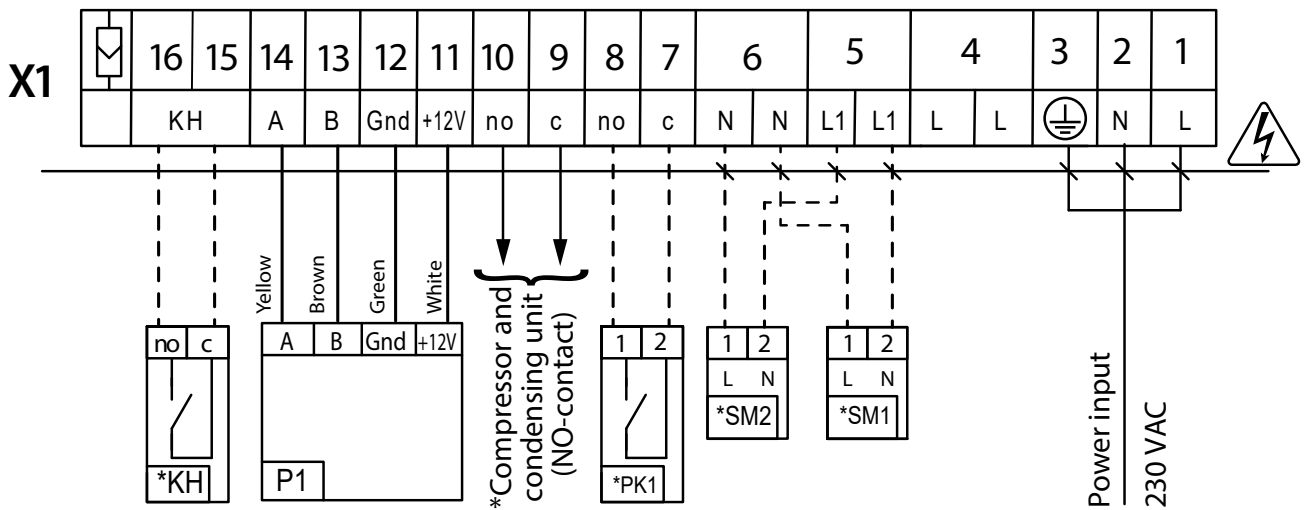 X1
16 15 14 13 12 11 10 9 8 7 6 5 4 3 2 1
KH A B Gnd +12V no c no c N N L1 L1 L L N L
Yellow
Brown
Green
White
no c
*KH
A B Gnd +12V
P1
*Compressor and
condensing unit
(NO-contact)
1 2
*PK1
1 2
L N
*SM2
1 2
L N
*SM1
Power input
230 VAC